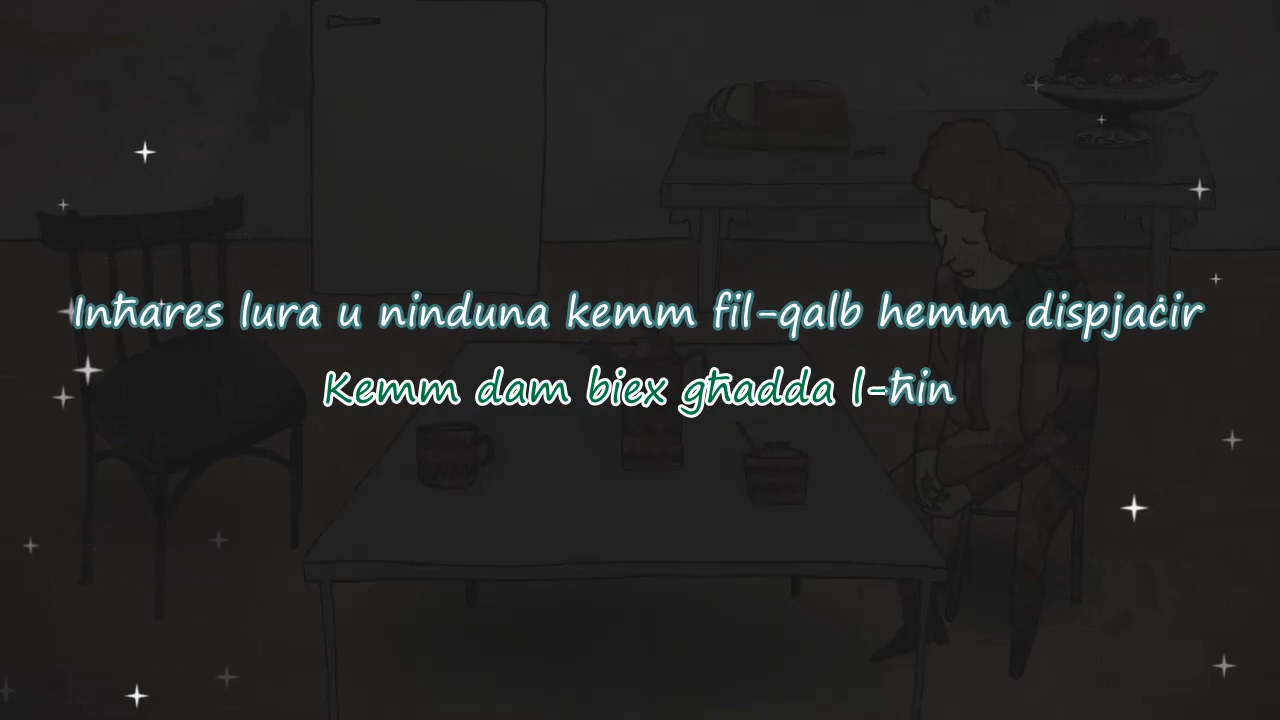 Inħares lura u ninduna kemm fil-qalb hemm dispjaċir
Kemm dam biex għadda l-ħin